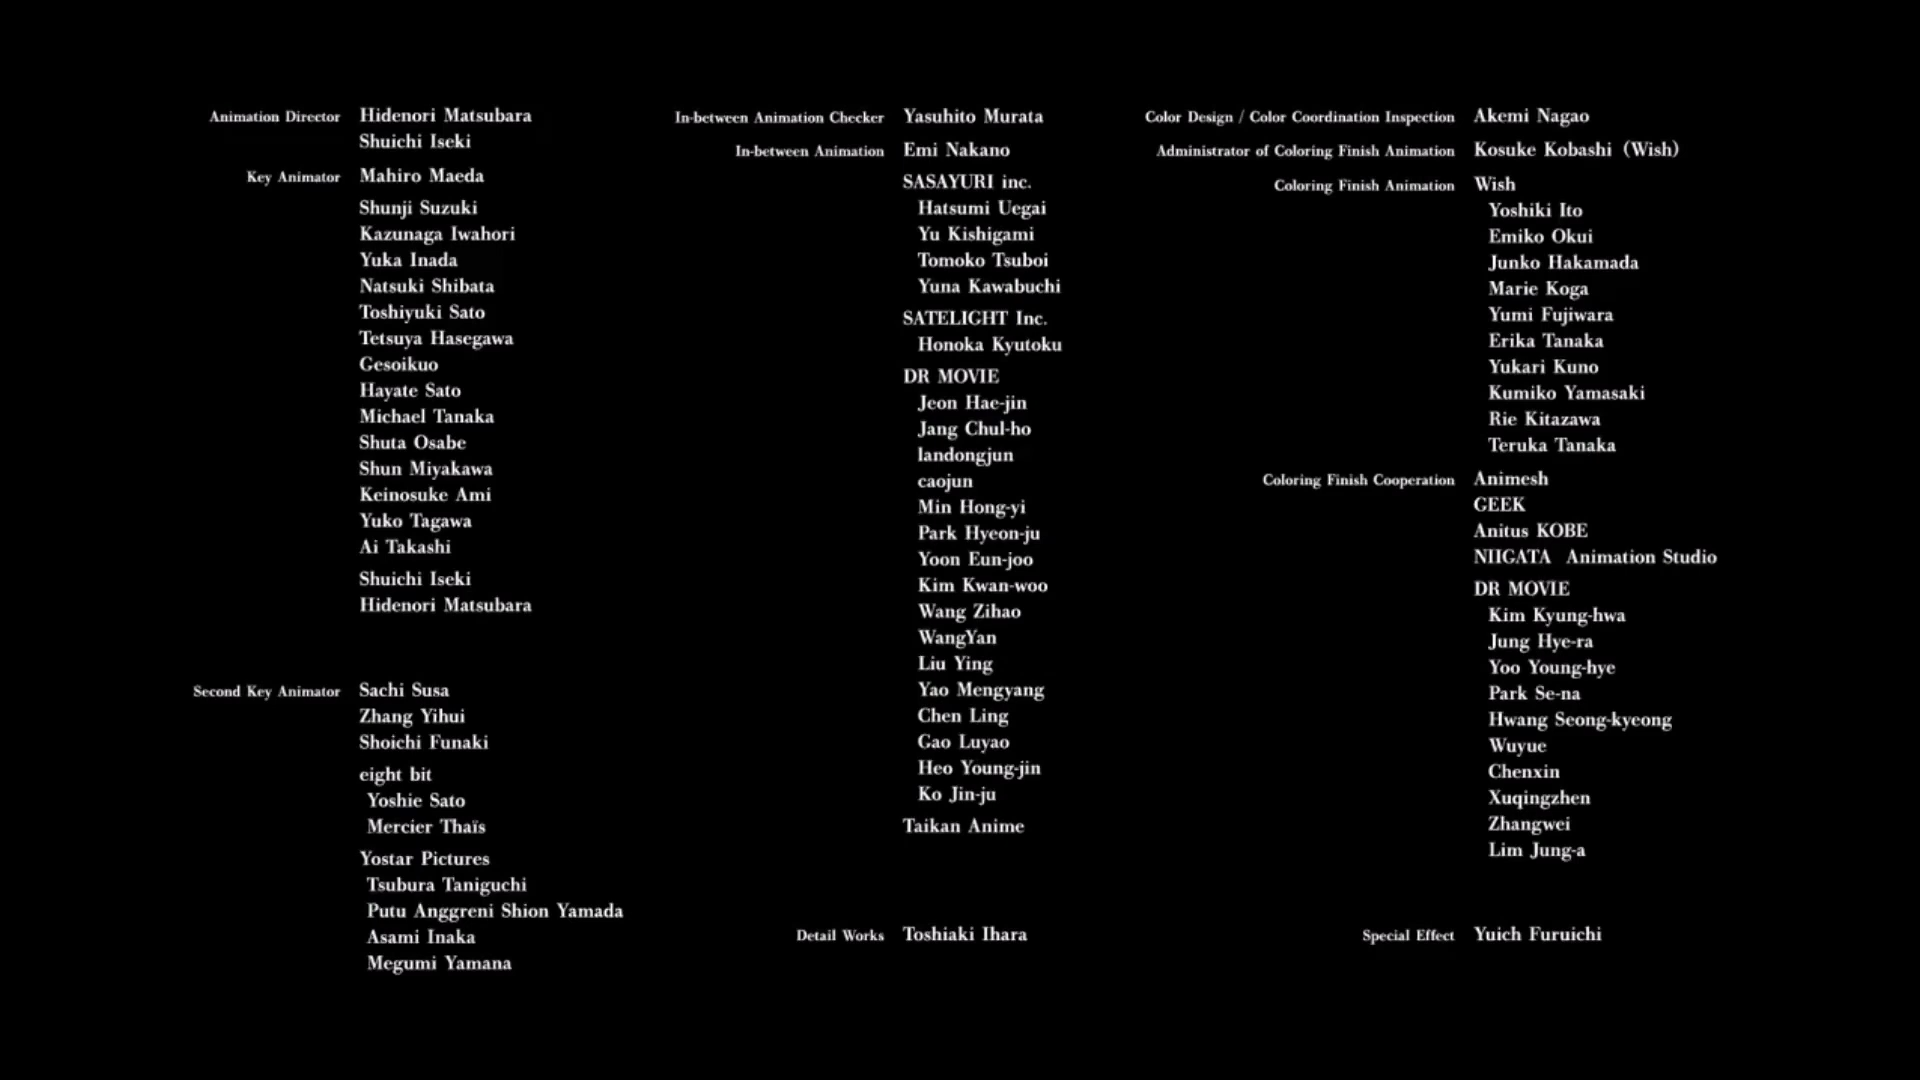 Animation Director Hidenori Matsubara
Shuichi Iseki
Key Animator Mahiro Maeda
Shunji Suzuki
Kazunaga Iwahori
Yuka Inada
Natsuki Shibata
Toshiyuki Sato
Tetsuya Hasegawa
Gesoikuo
Hayate Sato
Michael Tanaka
Shuta Osabe
Shun Miyakawa
Keinosuke Ami
Yuko Tagawa
Ai Takashi
Shuichi Iseki
Hidenori Matsubara
Second Key Animator Sachi Susa
Zhang Yihui
Shoichi Funaki
eight bit
Yoshie Sato
Mercier Thaïs
Yostar Pictures
Tsubura Taniguchi
Putu Anggreni Shion Yamada
Asami Inaka
Megumi Yamana
In-between Animation Checker Yasuhito Murata
In-between Animation Emi Nakano
SASAYURI inc.
Hatsumi Uegai
Yu Kishigami
Tomoko Tsuboi
Yuna Kawabuchi
SATELIGHT Inc.
Honoka Kyutoku
DR MOVIE
Jeon Hae-jin
Jang Chul-ho
landongjun
caojun
Min Hong-yi
Park Hyeon-ju
Yoon Eun-joo
Kim Kwan-woo
Wang Zihao
WangYan
Liu Ying
Yao Mengyang
Chen Ling
Gao Luyao
Heo Young-jin
Ko Jin-ju
Taikan Anime
Detail Works Toshiaki Ihara
Color Design / Color Coordination Inspection Akemi Nagao
Administrator of Coloring Finish Animation Kosuke Kobashi (Wish)
Coloring Finish Animation Wish
Yoshiki Ito
Emiko Okui
Junko Hakamada
Marie Koga
Yumi Fujiwara
Erika Tanaka
Yukari Kuno
Kumiko Yamasaki
Rie Kitazawa
Teruka Tanaka
Coloring Finish Cooperation Animesh
GEEK
Anitus KOBE
NIIGATA Animation Studio
DR MOVIE
Kim Kyung-hwa
Jung Hye-ra
Yoo Young-hye
Park Se-na
Hwang Seong-kyeong
Wuyue
Chenxin
Xuqingzhen
Zhangwei
Lim Jung-a
Special Effect Yuich Furuichi